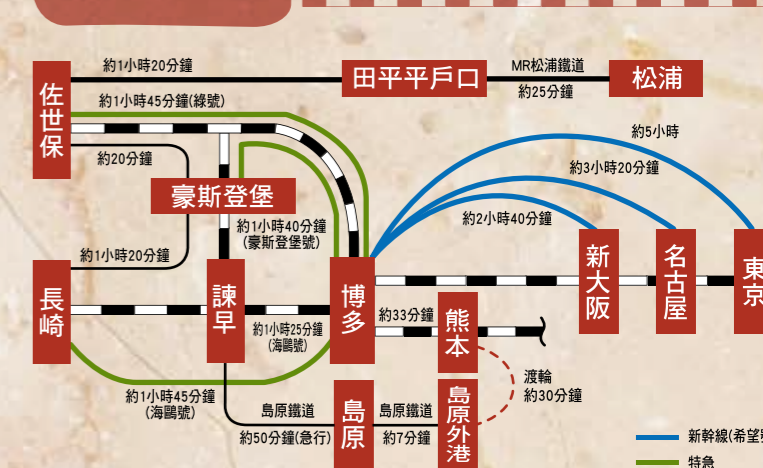 約1小時20分鐘
田平平戶口
MR松浦鐵道
約25分鐘
松浦
佐世保
約1小時45分鐘(綠號)
約20分鐘
豪斯登堡
約1小時40分鐘
(豪斯登堡號)
約1小時20分鐘
約5小時
約3小時20分鐘
約2小時40分鐘
長崎
諫早
博多
新大阪
名古屋
東京
約33分鐘
熊本
約1小時25分鐘
(海鷗號)
約1小時45分鐘
(海鷗號)
島原鐵道
約50分鐘(急行)
島原
島原鐵道
約7分鐘
島原外港
渡輪
約30分鐘
新幹線(希望
特急